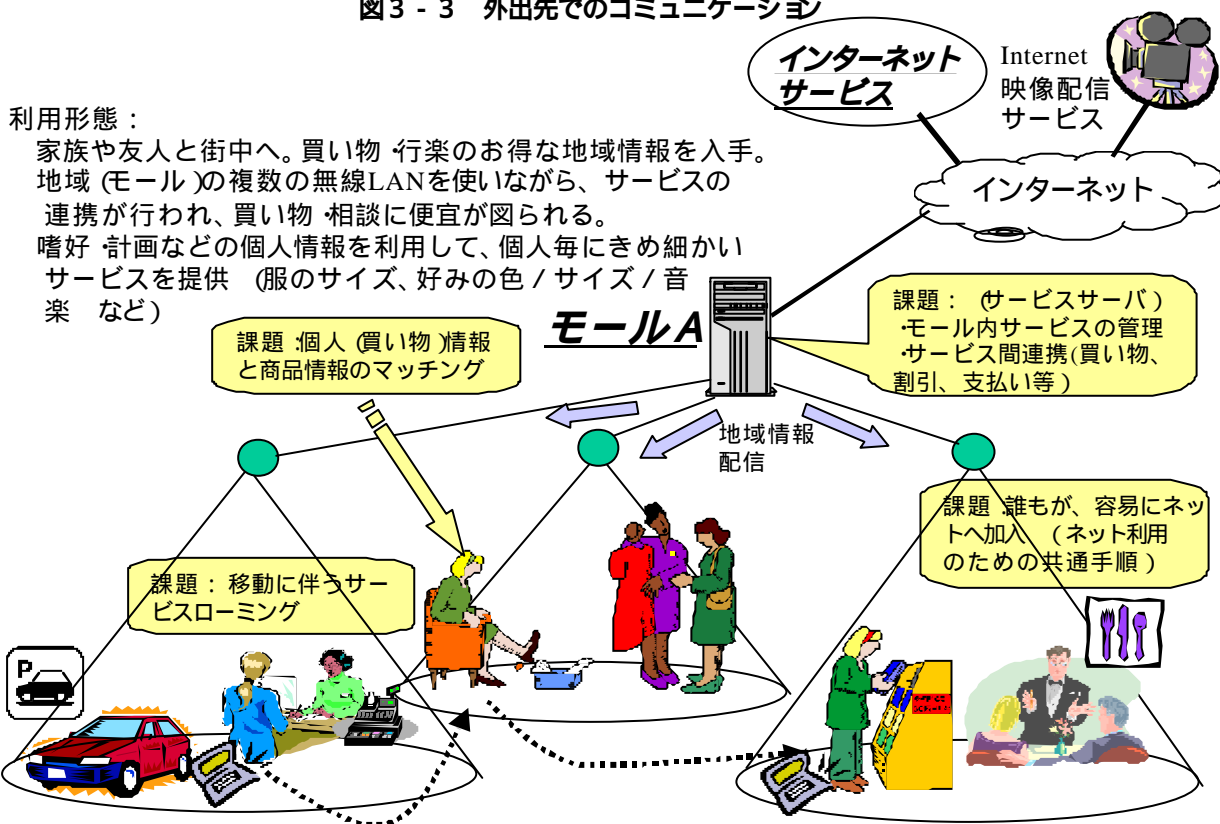 図3-3 外出先でのコミュニケーション
インターネット
サービス
Internet
映像配信
サービス
インターネット
利用形態:
家族や友人と街中へ。買い物・行楽のお得な地域情報を入手。
地域(モール)の複数の無線LANを使いながら、サービスの
連携が行われ、買い物・相談に便宜が図られる。
嗜好・計画などの個人情報を利用して、個人毎にきめ細かい
サービスを提供 (服のサイズ、好みの色/サイズ/音
楽 など)
モールA
課題:個人(買い物)情報
と商品情報のマッチング
課題: (サービスサーバ)
・モール内サービスの管理
・サービス間連携(買い物、
割引、支払い等)
地域情報
配信
課題:誰もが、容易にネッ
トへ加入 (ネット利用
のための共通手順)
課題:移動に伴うサー
ビスローミング
P